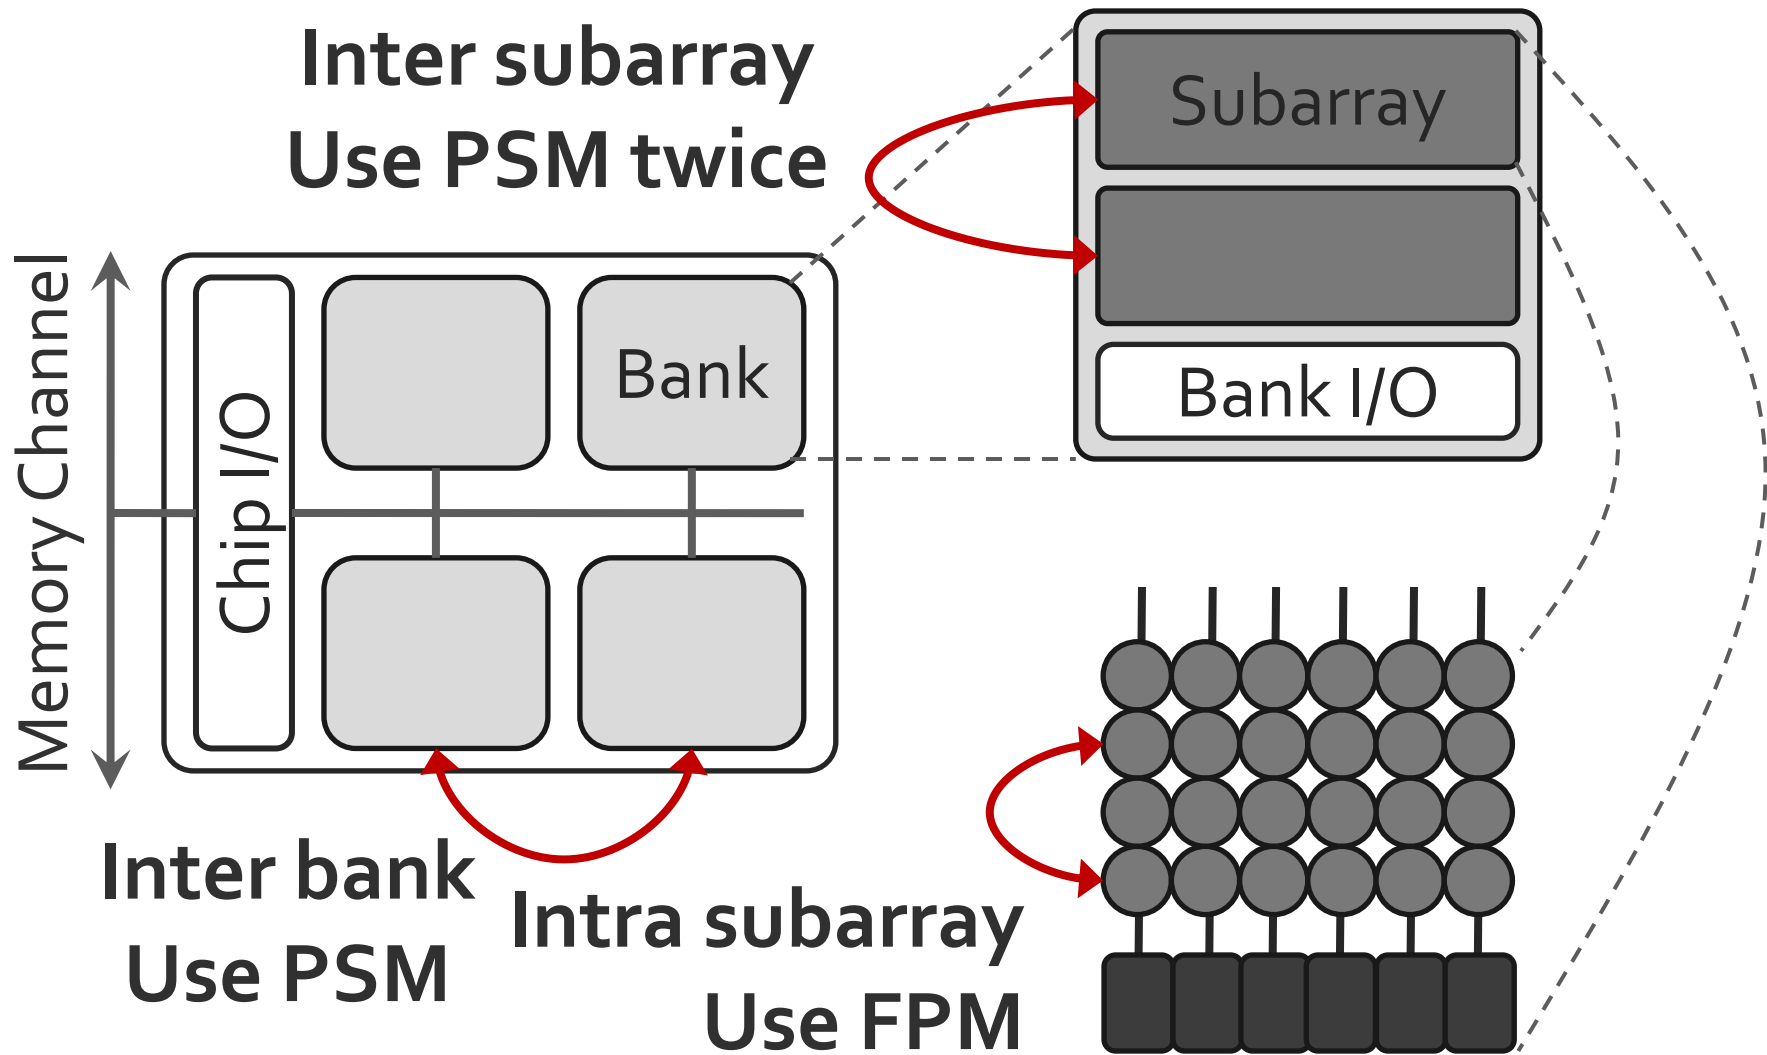 Inter subarray
Use PSM twice
Subarray
Bank I/O
Memory Channel
Chip I/O
Bank
Inter bank
Use PSM
Intra subarray
Use FPM